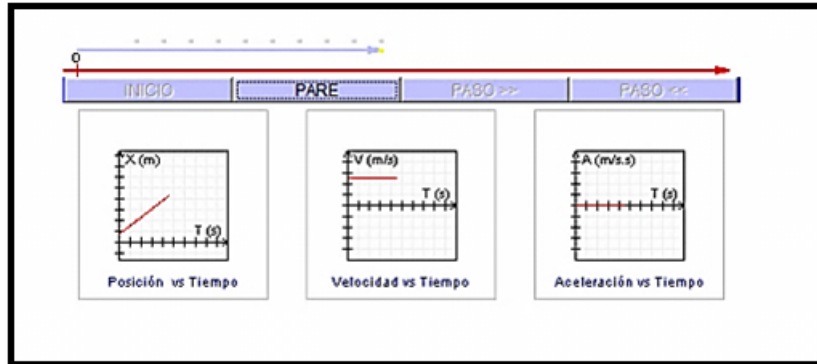 0
INICIO PARE PASO >> PASO <<
X (m) V (m/s) A (m/s.s)
T (s) T (s) T (s)
Posición vs Tiempo Velocidad vs Tiempo Aceleración vs Tiempo